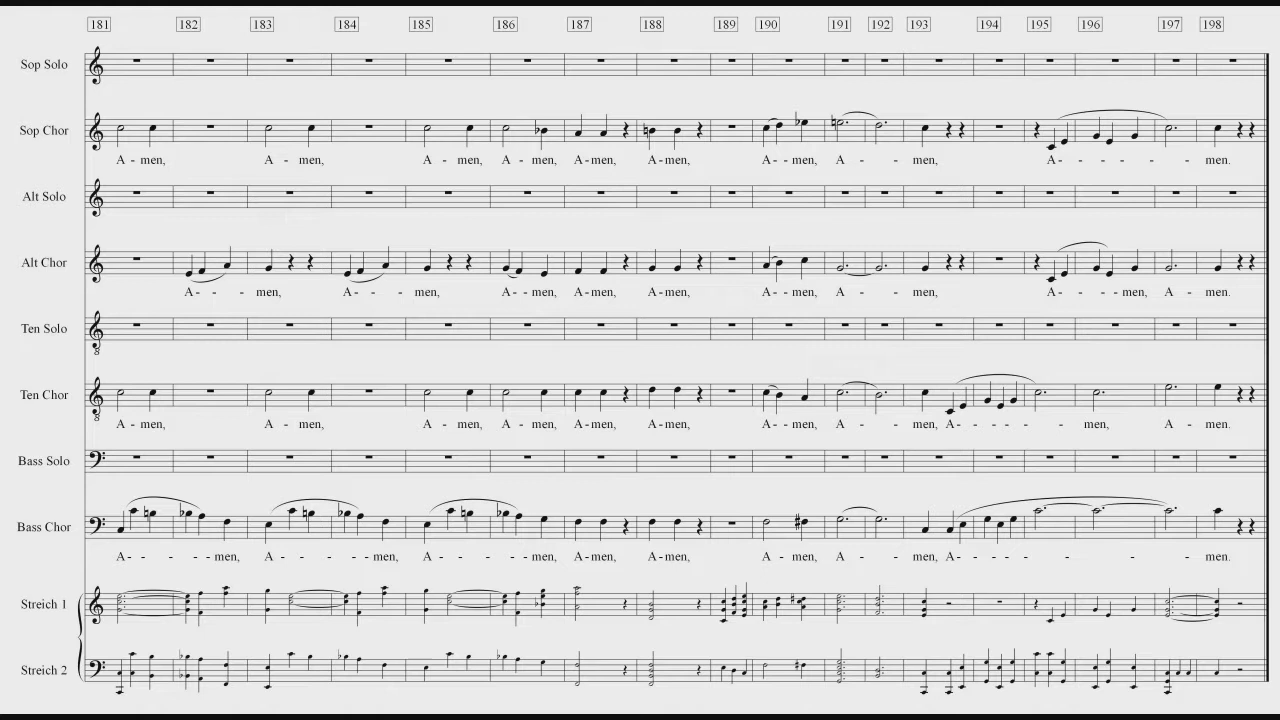 181 182 183 184 185 186 187 188 189 190 191 192 193 194 195 196 197 198
Sop Solo
Sop Chor
A - men, A - men, A - men, A - men, A - men, A - men, A - men, A - men, A - - - - - - men.
Alt Solo
Alt Chor
A - - - men, A - - - men, A - - men, A - men, A - men, A - men, A - men, A - - - men, A - men.
Ten Solo
Ten Chor
A - men, A - men, A - men, A - men, A - men, A - men, A - men, A - men, A - - - - - men, A - men.
Bass Solo
Bass Chor
A - - - - - men, A - - - - men, A - - - - - men, A - men, A - men, A - men, A - men, A - - - - - - - - men.
Streich 1
Streich 2